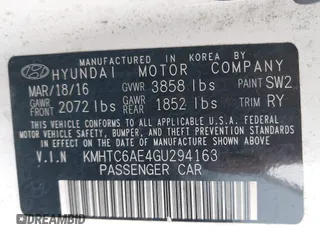 MANUFACTURED IN KOREA BY
HYUNDAI MOTOR COMPANY
MAR/18/16 GVWR 3858 lbs PAINT SW2
GAWR FRONT 2072 lbs GAWR REAR 1852 lbs TRIM RY
THIS VEHICLE CONFORMS TO ALL APPLICABLE U.S. FEDERAL MOTOR
VEHICLE SAFETY, BUMPER, AND THEFT PREVENTION STANDARDS
IN EFFECT ON THE DATE OF MANUFACTURE SHOWN ABOVE.
V.I.N KMHTC6AE4GU294163
PASSENGER CAR
DREAMBID